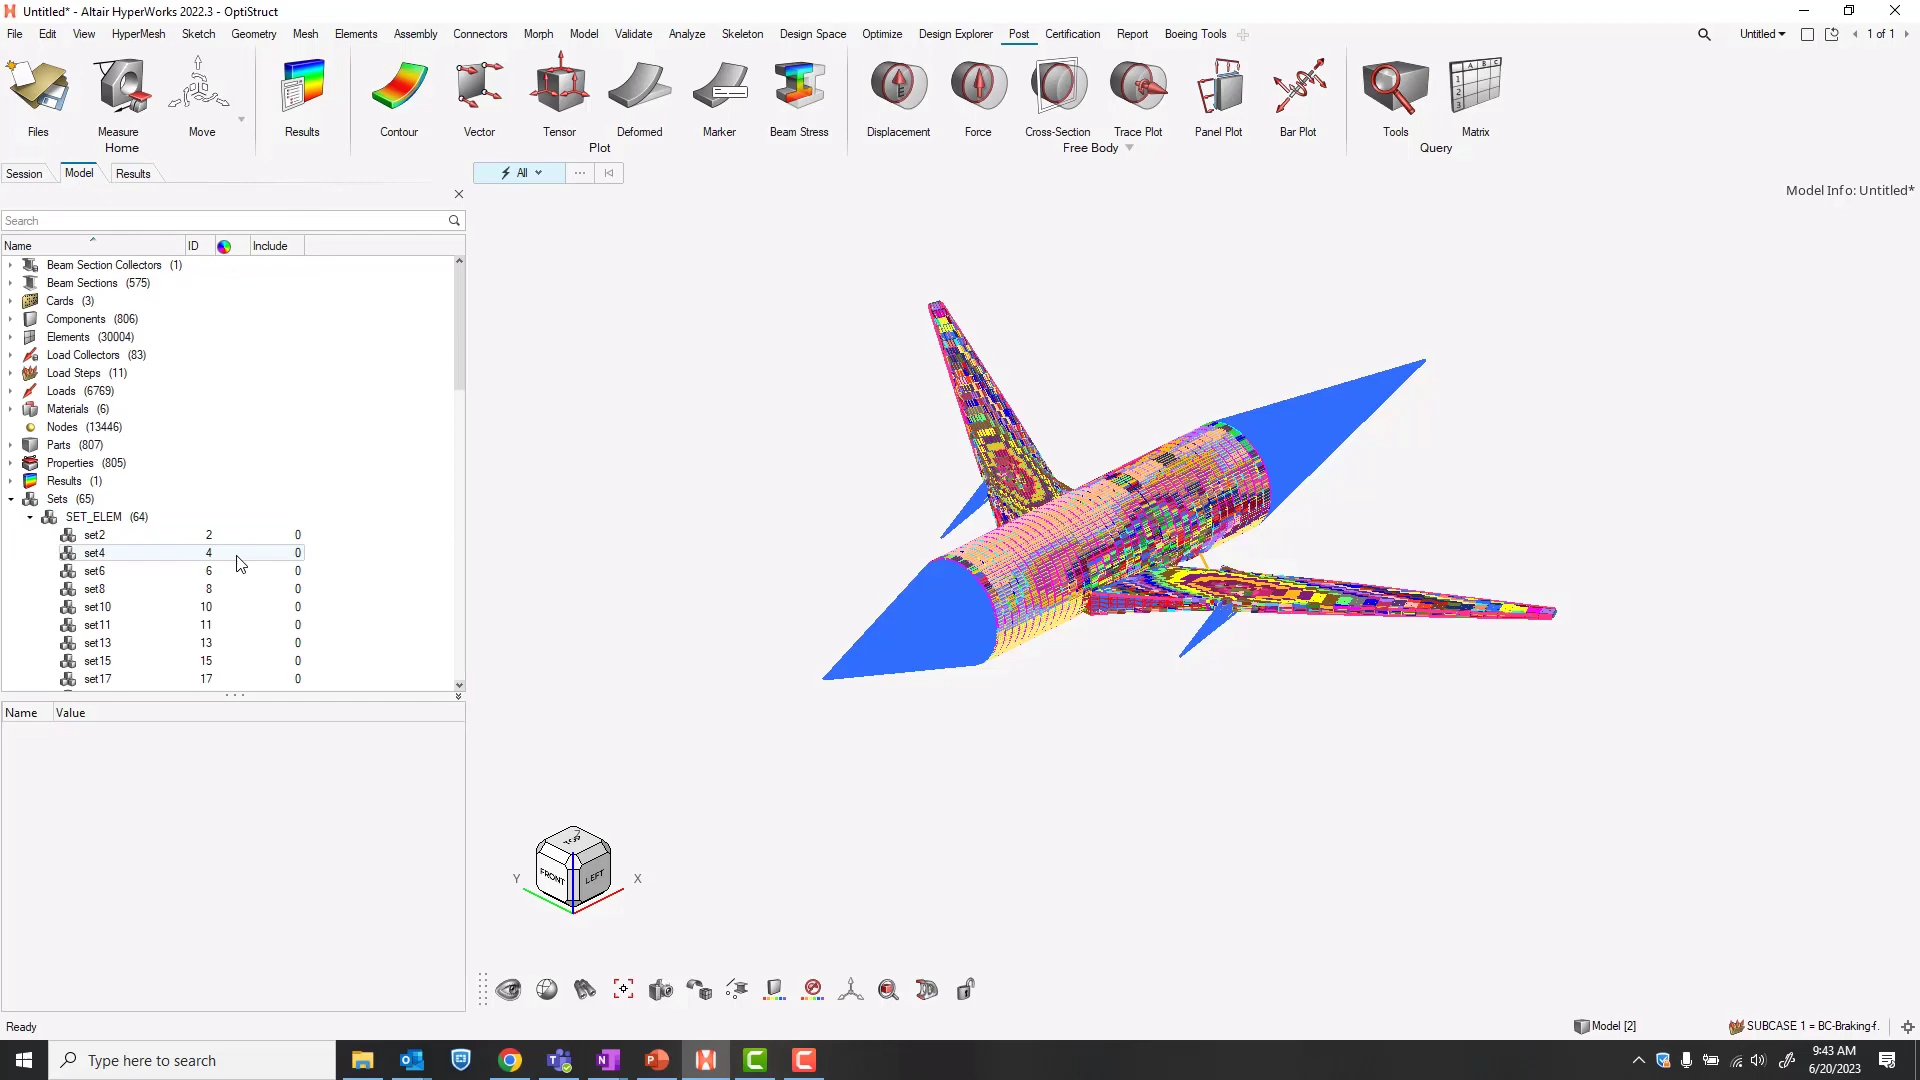 Untitled* - Altair HyperWorks 2022.3 - OptiStruct
File Edit View HyperMesh Sketch Geometry Mesh Elements Assembly Connectors Morph Model Validate Analyze Skeleton Design Space Optimize Design Explorer Post Certification Report Boeing Tools Untitled 1 of 1
Files Measure Move Results Contour Vector Tensor Deformed Marker Beam Stress Displacement Force Cross-Section Trace Plot Panel Plot Bar Plot Tools Matrix
Home Plot Free Body Query
Session Model Results All
Model Info: Untitled*
Search
Name ID Include
Beam Section Collectors (1)
Beam Sections (575)
Cards (3)
Components (806)
Elements (30004)
Load Collectors (83)
Load Steps (11)
Loads (6769)
Materials (6)
Nodes (13446)
Parts (807)
Properties (805)
Results (1)
Sets (65)
SET_ELEM (64)
set2 2 0
set4 4 0
set6 6 0
set8 8 0
set10 10 0
set11 11 0
set13 13 0
set15 15 0
set17 17 0
Name Value
TOP
FRONT LEFT
Y X
Ready
Model [2]
SUBCASE 1 = BC-Braking-f.
Type here to search
9:43 AM
6/20/2023